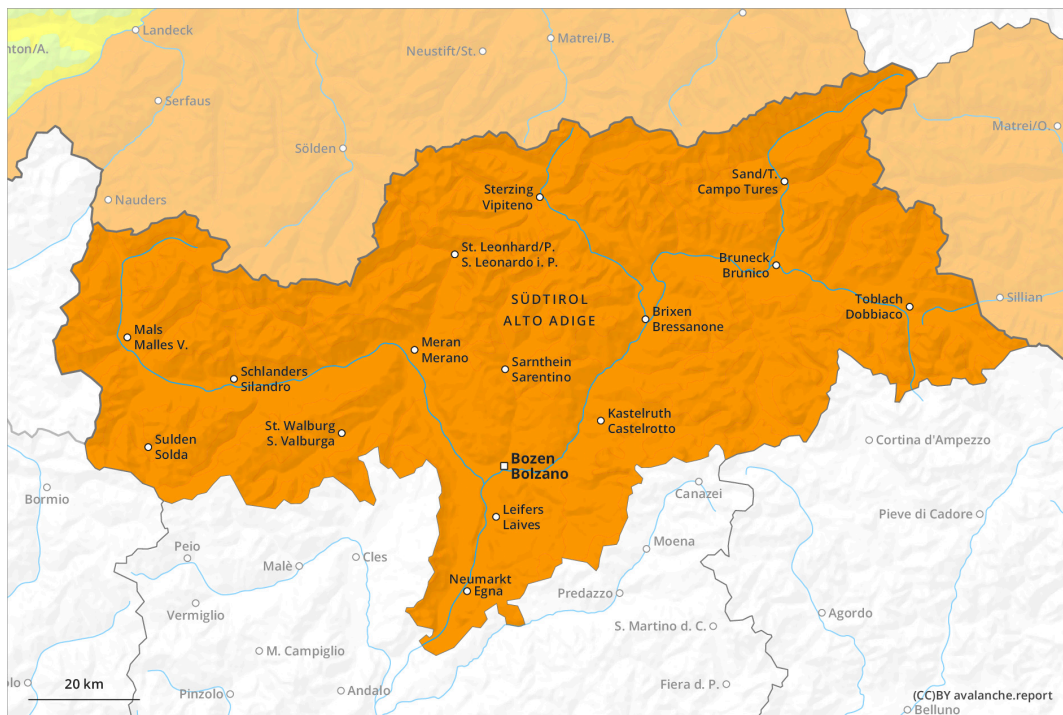 Landeck
nton/A.
Matrei/B.
Neustift/St.
Serfaus
Sölden
Matrei/O.
Nauders
Sand/T.
Campo Tures
Sterzing
Vipiteno
St. Leonhard/P.
S. Leonardo i. P.
Bruneck
Brunico
SÜDTIROL
ALTO ADIGE
Toblach
Dobbiaco
Sillian
Brixen
Bressanone
Mals
Malles V.
Meran
Merano
Sarnthein
Sarentino
Schlanders
Silandro
Kastelruth
Castelrotto
St. Walburg
S. Valburga
Sulden
Solda
Cortina d'Ampezzo
Bozen
Bolzano
Bormio
Canazei
Leifers
Laives
Pieve di Cadore
Moena
Peio
Cles
Malè
Neumarkt
Egna
Predazzo
Vermiglio
Agordo
S. Martino d. C.
M. Campiglio
20 km
olo
Pinzolo
Andalo
Fiera d. P.
(CC)BY avalanche.report
Belluno